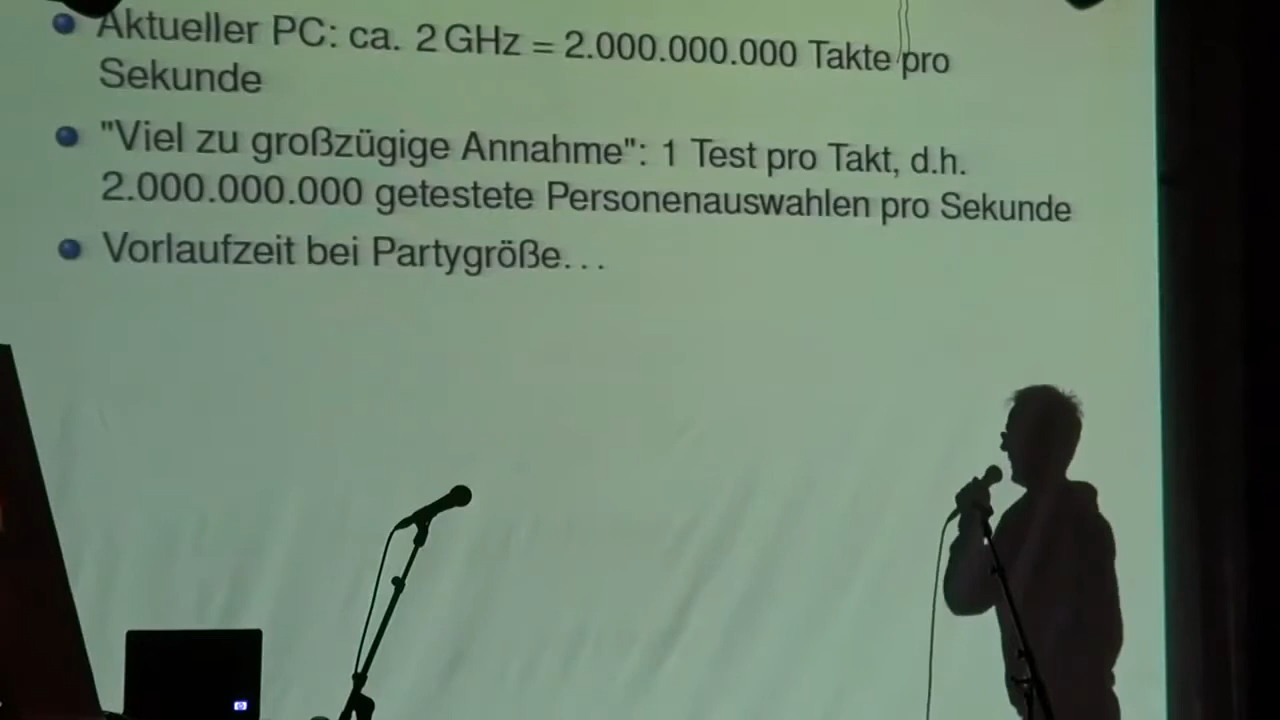 Aktueller PC: ca. 2 GHz = 2.000.000.000 Takte pro
Sekunde
"Viel zu großzügige Annahme": 1 Test pro Takt, d.h.
2.000.000.000 getestete Personenauswahlen pro Sekunde
Vorlaufzeit bei Partygröße...